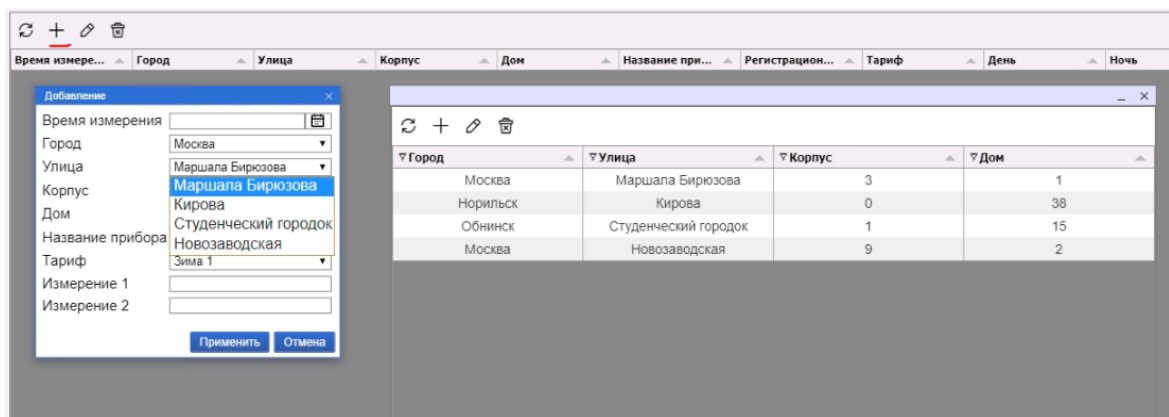 Время измере... Город Улица Корпус Дом Название при... Регистрацион... Тариф День Ночь
Добавление
Время измерения
Город Москва
Улица Маршала Бирюзова
Маршала Бирюзова
Корпус
Кирова
Дом
Студенческий городок
Название прибора
Новозаводская
Тариф Зима 1
Измерение 1
Измерение 2
Применить Отмена
Город Улица Корпус Дом
Москва Маршала Бирюзова 3 1
Норильск Кирова 0 38
Обнинск Студенческий городок 1 15
Москва Новозаводская 9 2